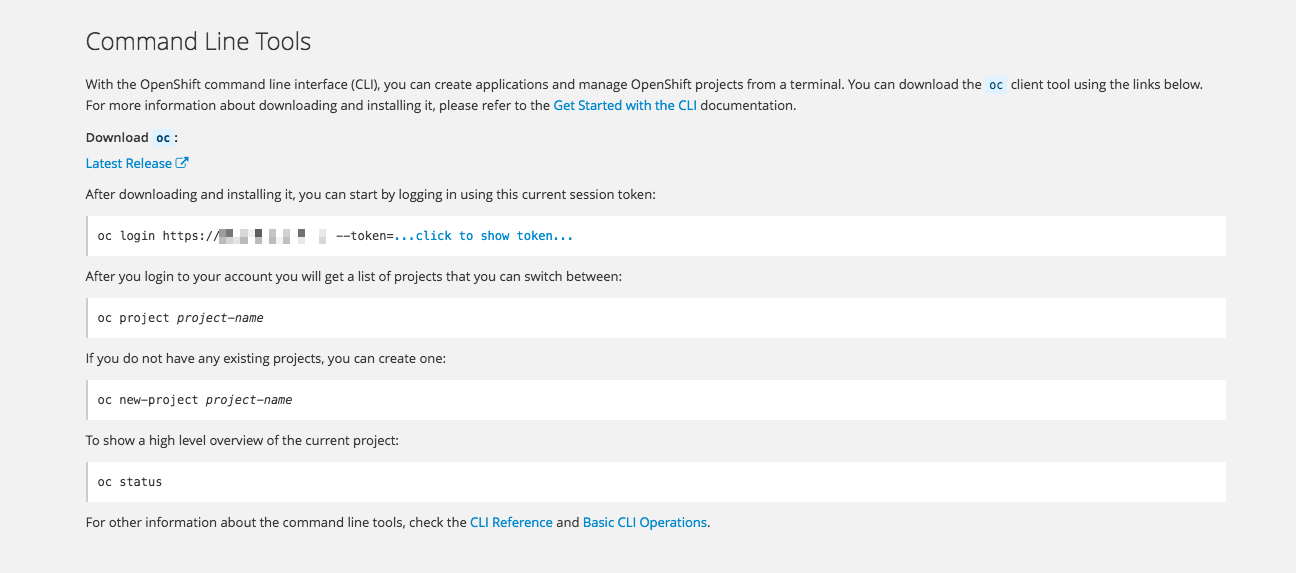 Command Line Tools
With the OpenShift command line interface (CLI), you can create applications and manage OpenShift projects from a terminal. You can download the oc client tool using the links below.
For more information about downloading and installing it, please refer to the Get Started with the CLI documentation.
Download oc :
Latest Release
After downloading and installing it, you can start by logging in using this current session token:
oc login https:// --token=...click to show token...
After you login to your account you will get a list of projects that you can switch between:
oc project project-name
If you do not have any existing projects, you can create one:
oc new-project project-name
To show a high level overview of the current project:
oc status
For other information about the command line tools, check the CLI Reference and Basic CLI Operations.